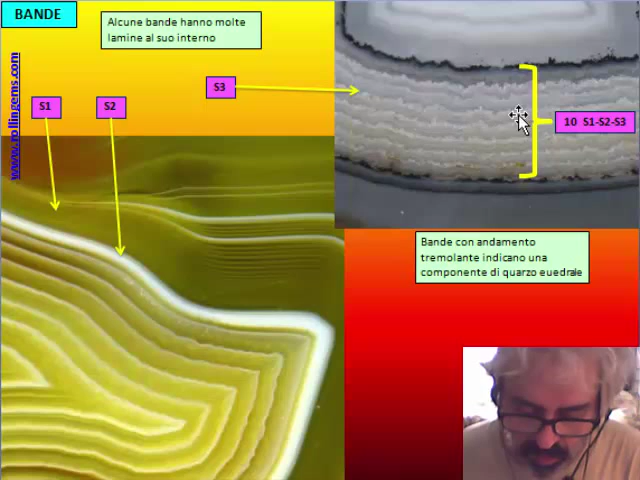 BANDE
Alcune bande hanno molte
lamine al suo interno
www.rollingems.com
S1
S2
S3
10 S1-S2-S3
Bande con andamento
tremolante indicano una
componente di quarzo euedrale